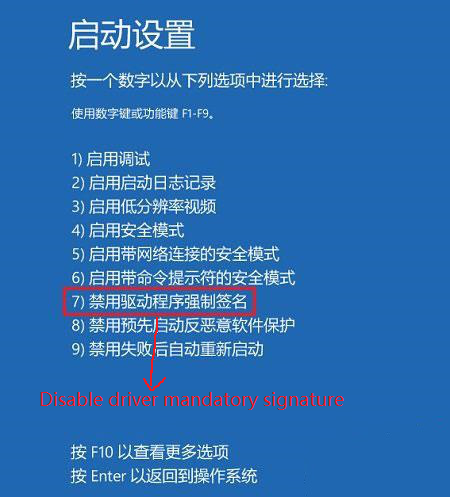 启动设置
按一个数字以从下列选项中进行选择:
使用数字键或功能键 F1-F9。
1) 启用调试
2) 启用启动日志记录
3) 启用低分辨率视频
4) 启用安全模式
5) 启用带网络连接的安全模式
6) 启用带命令提示符的安全模式
7) 禁用驱动程序强制签名
8) 禁用预先启动反恶意软件保护
9) 禁用失败后自动重新启动
Disable driver mandatory signature
按 F10 以查看更多选项
按 Enter 以返回到操作系统